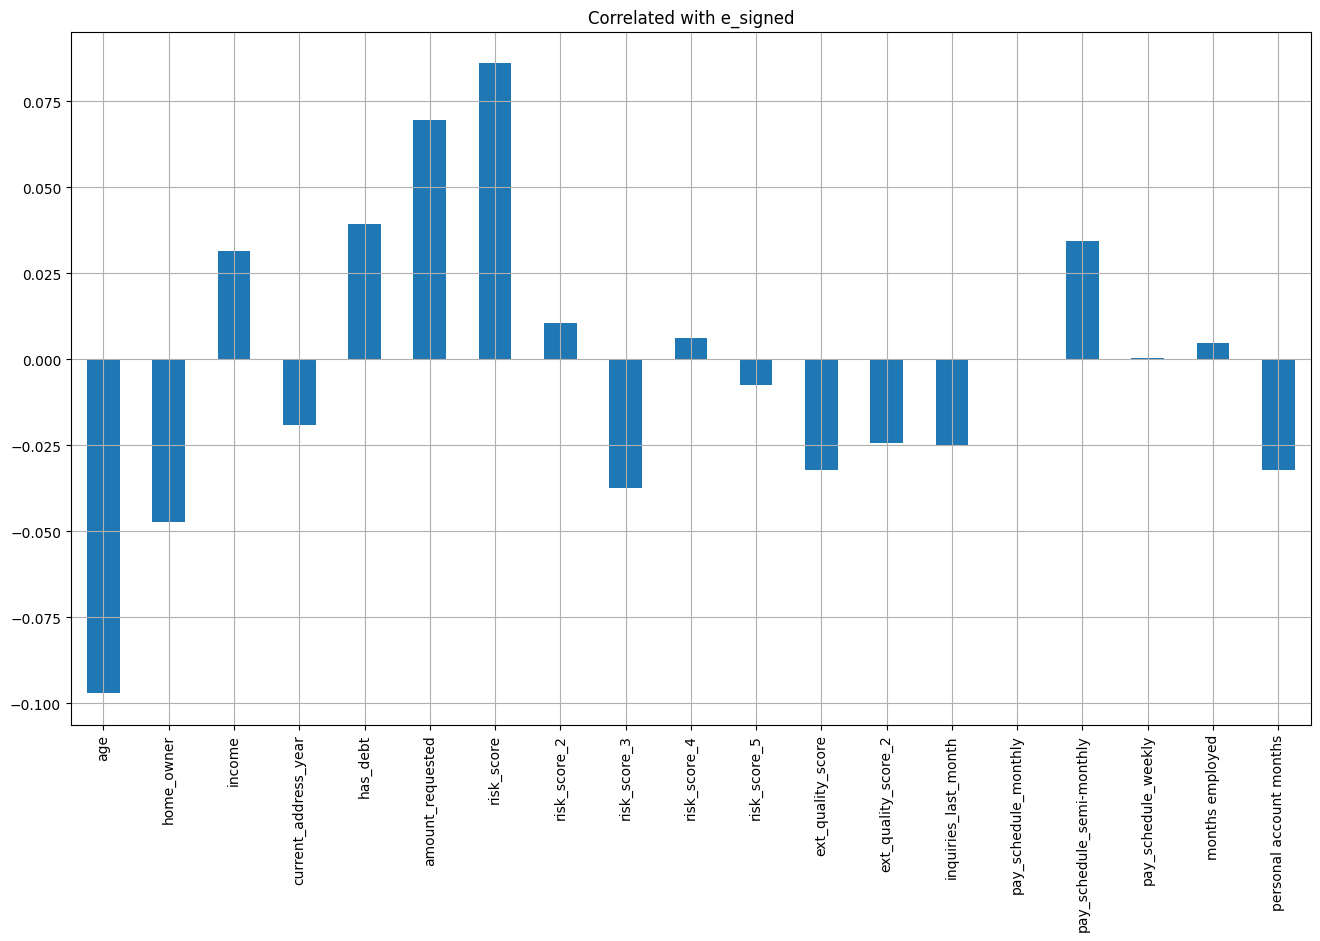 Correlated with e_signed
0.075
0.050
0.025
0.000
−0.025
−0.050
−0.075
−0.100
age
home_owner
income
current_address_year
has_debt
amount_requested
risk_score
risk_score_2
risk_score_3
risk_score_4
risk_score_5
ext_quality_score
ext_quality_score_2
inquiries_last_month
pay_schedule_monthly
pay_schedule_semi-monthly
pay_schedule_weekly
months employed
personal account months